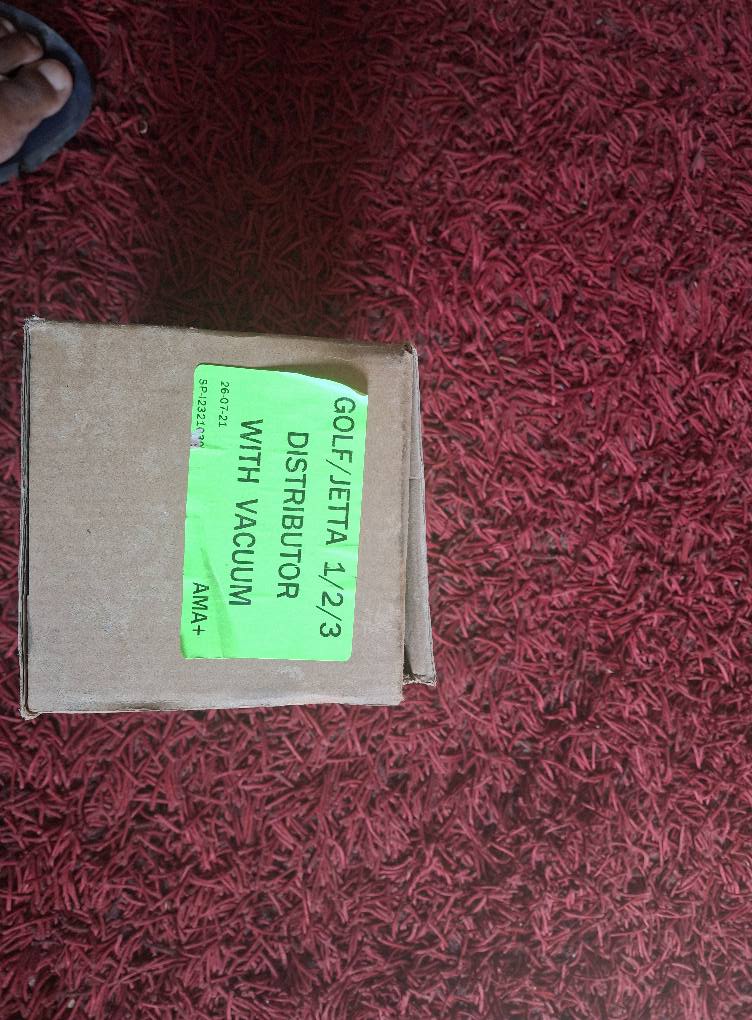 GOLF/JETTA 1/2/3
DISTRIBUTOR
WITH VACUUM
26-07-21
AMA+